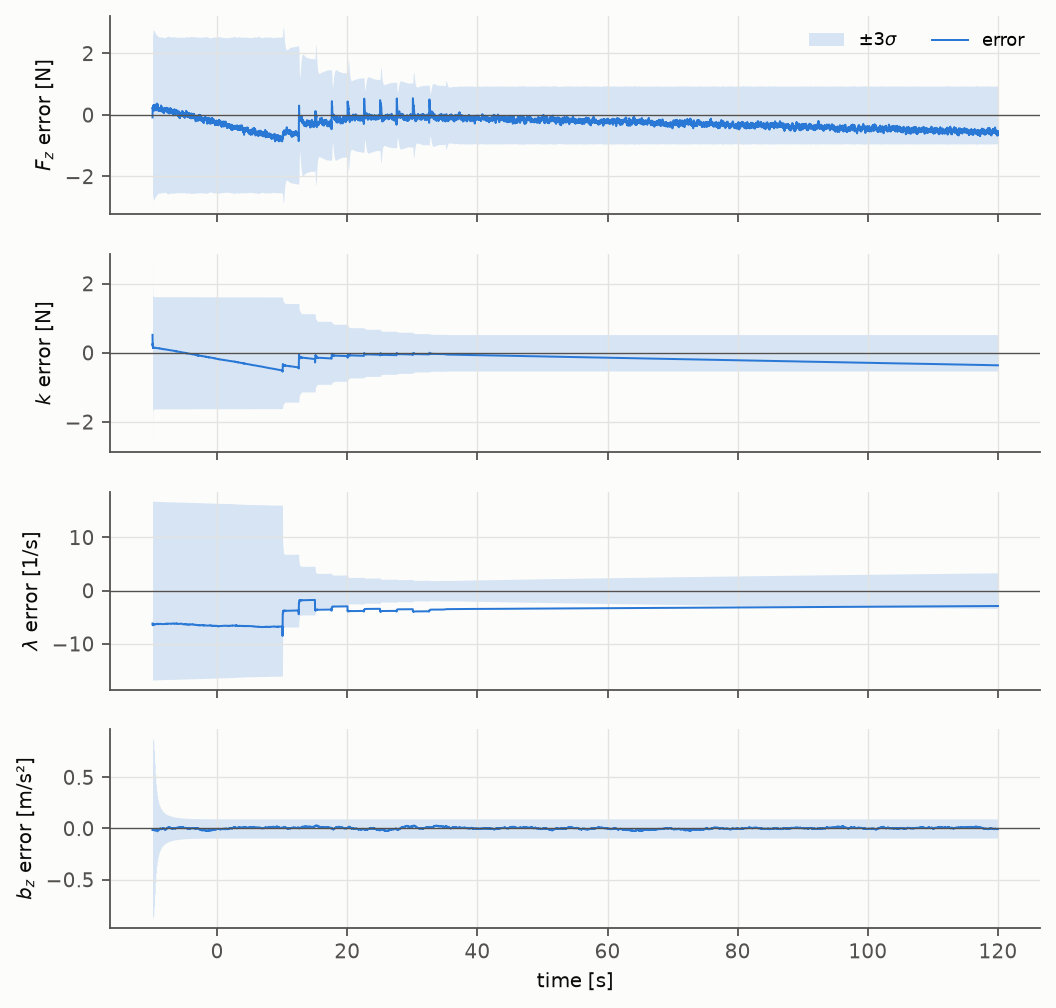 ±3σ
error
F_z error [N]
2
0
−2
k error [N]
2
0
−2
λ error [1/s]
10
0
−10
b_z error [m/s²]
0.5
0.0
−0.5
0 20 40 60 80 100 120
time [s]